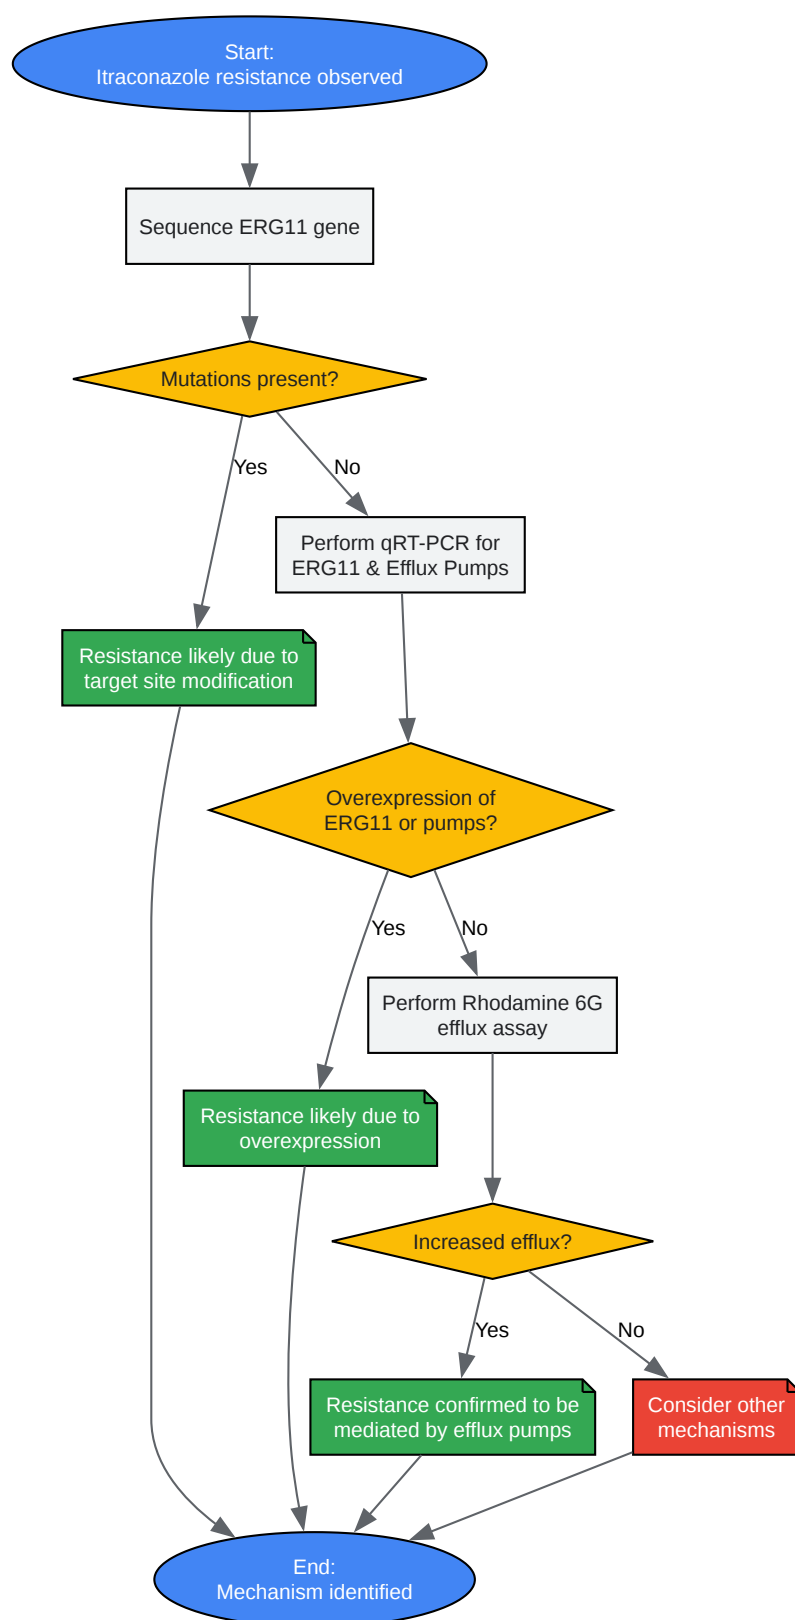 Start:
Itraconazole resistance observed
Sequence ERG11 gene
Mutations present?
Yes
No
Perform qRT-PCR for
ERG11 & Efflux Pumps
Resistance likely due to
target site modification
Overexpression of
ERG11 or pumps?
Yes
No
Perform Rhodamine 6G
efflux assay
Resistance likely due to
overexpression
Increased efflux?
Yes
No
Resistance confirmed to be
mediated by efflux pumps
Consider other
mechanisms
End:
Mechanism identified